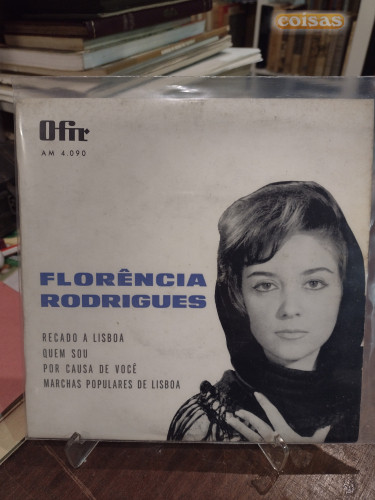 coisas
Ofir
AM 4.090
FLORÊNCIA
RODRIGUES
RECADO A LISBOA
QUEM SOU
POR CAUSA DE VOCÊ
MARCHAS POPULARES DE LISBOA